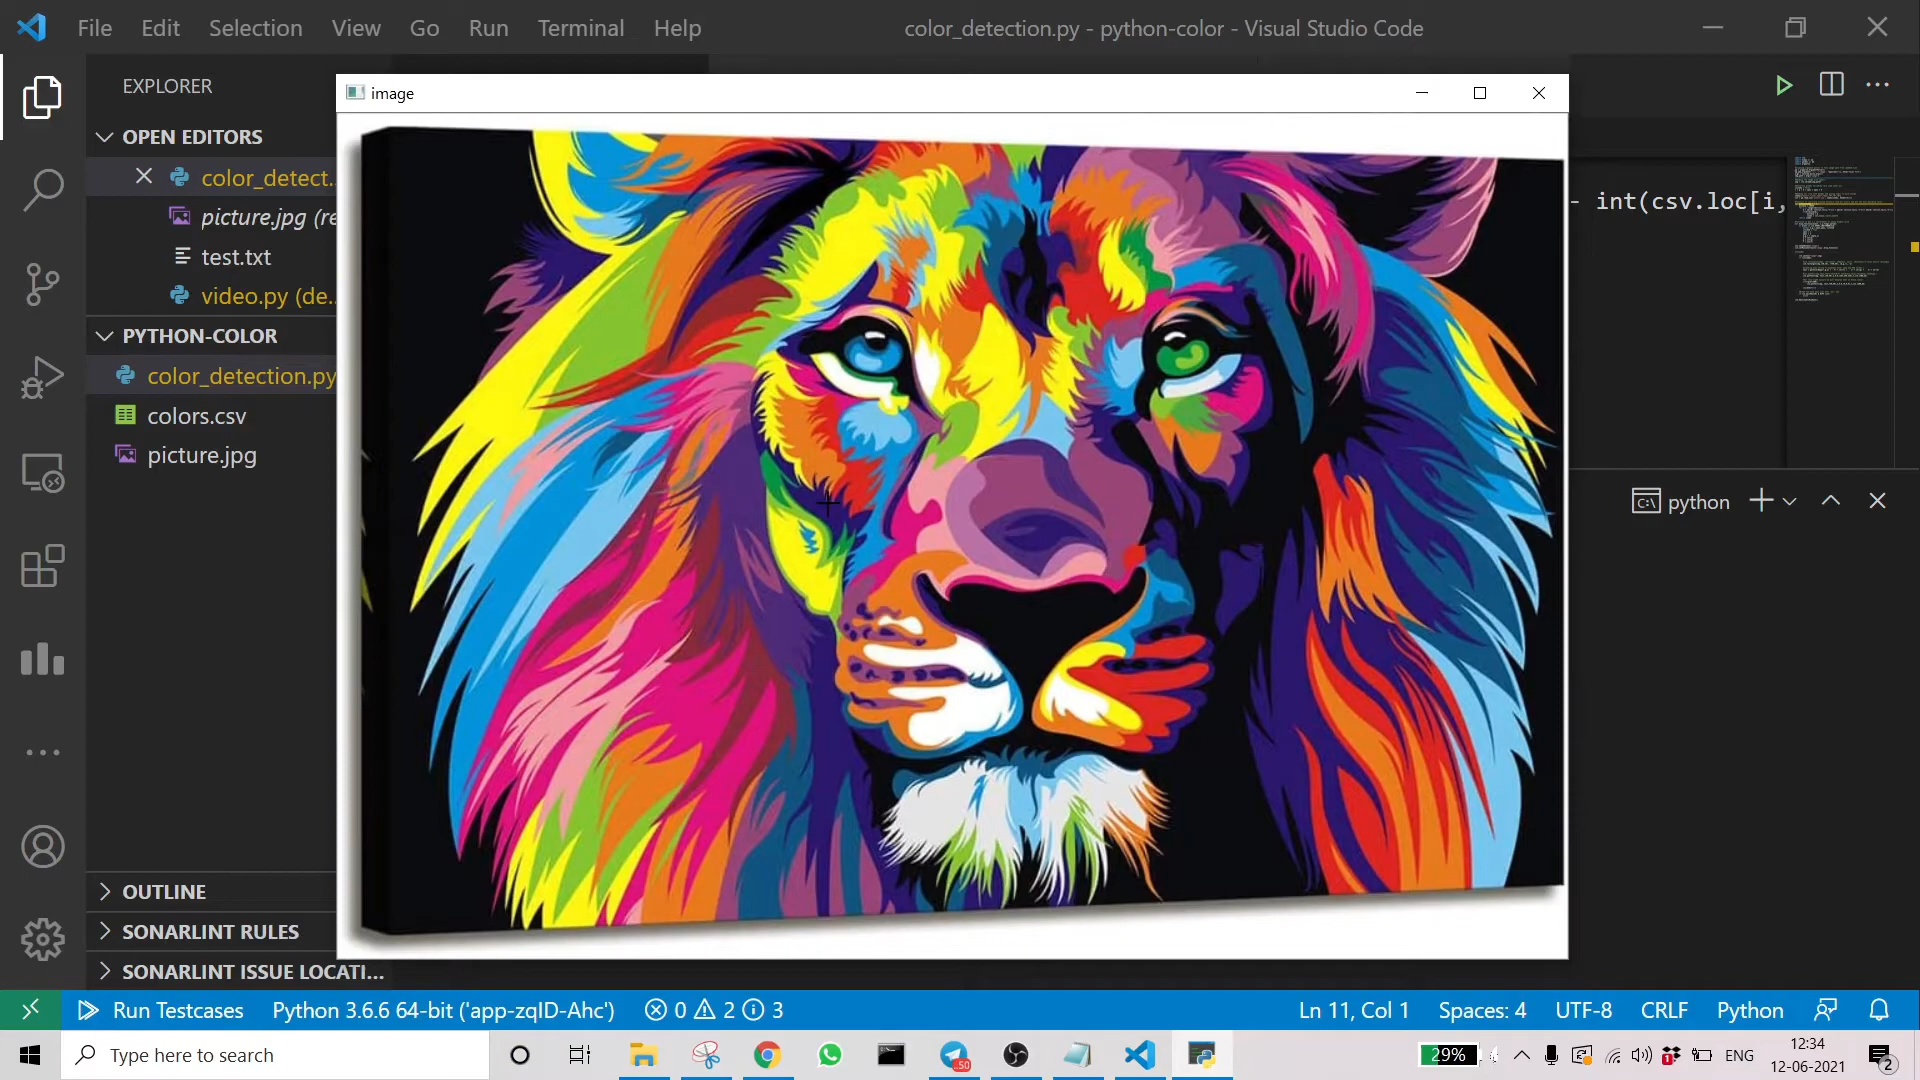 File Edit Selection View Go Run Terminal Help
color_detection.py - python-color - Visual Studio Code
EXPLORER
OPEN EDITORS
color_detect...
picture.jpg (re
test.txt
video.py (de...
PYTHON-COLOR
color_detection.py
colors.csv
picture.jpg
OUTLINE
SONARLINT RULES
SONARLINT ISSUE LOCATI...
image
- int(csv.loc[i,
python
Run Testcases Python 3.6.6 64-bit ('app-zqID-Ahc') 0 2 3
Ln 11, Col 1 Spaces: 4 UTF-8 CRLF Python
Type here to search
50
29%
1
ENG
12:34
12-06-2021
2